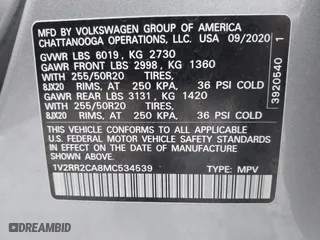 MFD BY VOLKSWAGEN GROUP OF AMERICA
CHATTANOOGA OPERATIONS, LLC. USA 09/2020
GVWR LBS 6019 , KG 2730
GAWR FRONT LBS 2998 , KG 1360
WITH 255/50R20 TIRES,
8JX20 RIMS, AT 250 KPA, 36 PSI COLD
GAWR REAR LBS 3131 , KG 1420
WITH 255/50R20 TIRES,
8JX20 RIMS, AT 250 KPA, 36 PSI COLD
THIS VEHICLE CONFORMS TO ALL APPLICABLE
U.S. FEDERAL MOTOR VEHICLE SAFETY STANDARDS
IN EFFECT ON THE DATE OF MANUFACTURE
SHOWN ABOVE.
1V2RR2CA8MC534539 TYPE: MPV
3920540 1